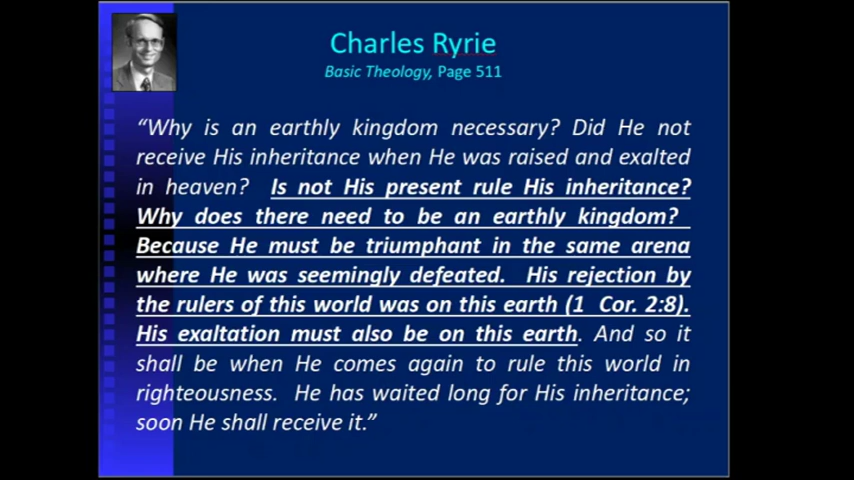 Charles Ryrie
Basic Theology, Page 511
“Why is an earthly kingdom necessary? Did He not
receive His inheritance when He was raised and exalted
in heaven? Is not His present rule His inheritance?
Why does there need to be an earthly kingdom?
Because He must be triumphant in the same arena
where He was seemingly defeated. His rejection by
the rulers of this world was on this earth (1 Cor. 2:8).
His exaltation must also be on this earth. And so it
shall be when He comes again to rule this world in
righteousness. He has waited long for His inheritance;
soon He shall receive it.”